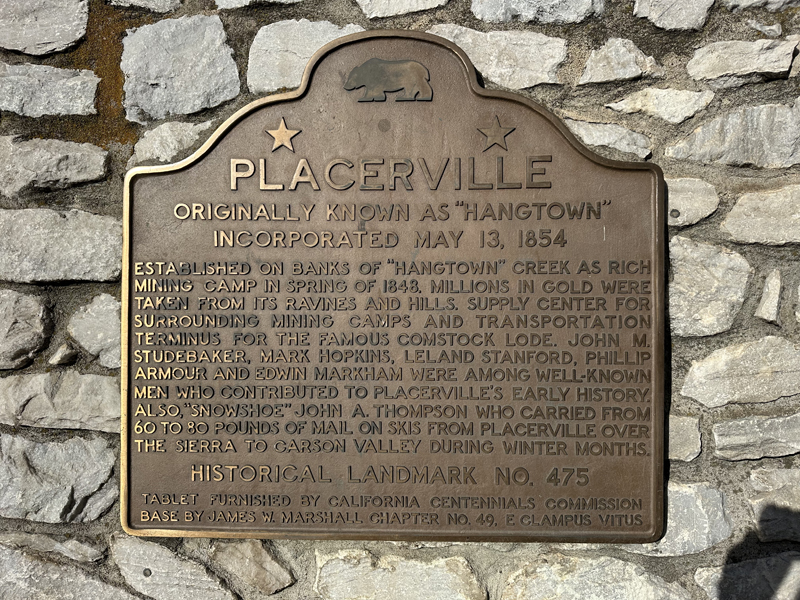 PLACERVILLE
ORIGINALLY KNOWN AS "HANGTOWN"
INCORPORATED MAY 13, 1854
ESTABLISHED ON BANKS OF "HANGTOWN" CREEK AS RICH
MINING CAMP IN SPRING OF 1848. MILLIONS IN GOLD WERE
TAKEN FROM ITS RAVINES AND HILLS. SUPPLY CENTER FOR
SURROUNDING MINING CAMPS AND TRANSPORTATION
TERMINUS FOR THE FAMOUS COMSTOCK LODE. JOHN M.
STUDEBAKER, MARK HOPKINS, LELAND STANFORD, PHILLIP
ARMOUR AND EDWIN MARKHAM WERE AMONG WELL-KNOWN
MEN WHO CONTRIBUTED TO PLACERVILLE'S EARLY HISTORY.
ALSO, "SNOWSHOE" JOHN A. THOMPSON WHO CARRIED FROM
60 TO 80 POUNDS OF MAIL ON SKIS FROM PLACERVILLE OVER
THE SIERRA TO CARSON VALLEY DURING WINTER MONTHS.
HISTORICAL LANDMARK NO. 475
TABLET FURNISHED BY CALIFORNIA CENTENNIALS COMMISSION
BASE BY JAMES W. MARSHALL CHAPTER NO. 49, E CLAMPUS VITUS